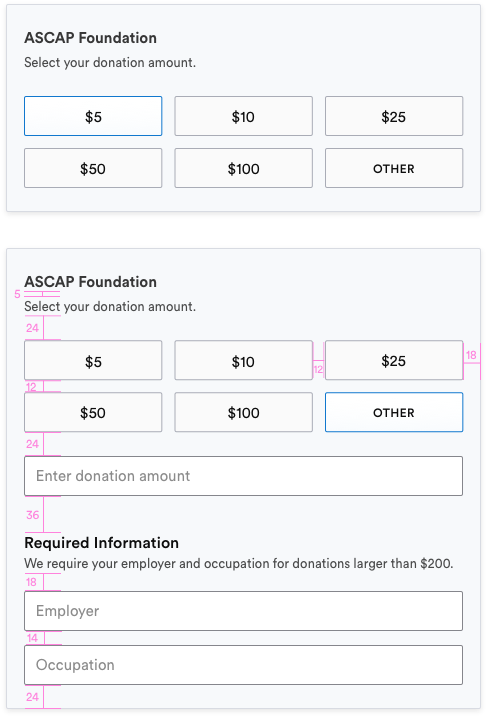 ASCAP Foundation
Select your donation amount.
$5 $10 $25
$50 $100 OTHER
ASCAP Foundation
5
Select your donation amount.
24
$5 $10 12 $25 18
12
$50 $100 OTHER
24
Enter donation amount
36
Required Information
We require your employer and occupation for donations larger than $200.
18
Employer
14
Occupation
24